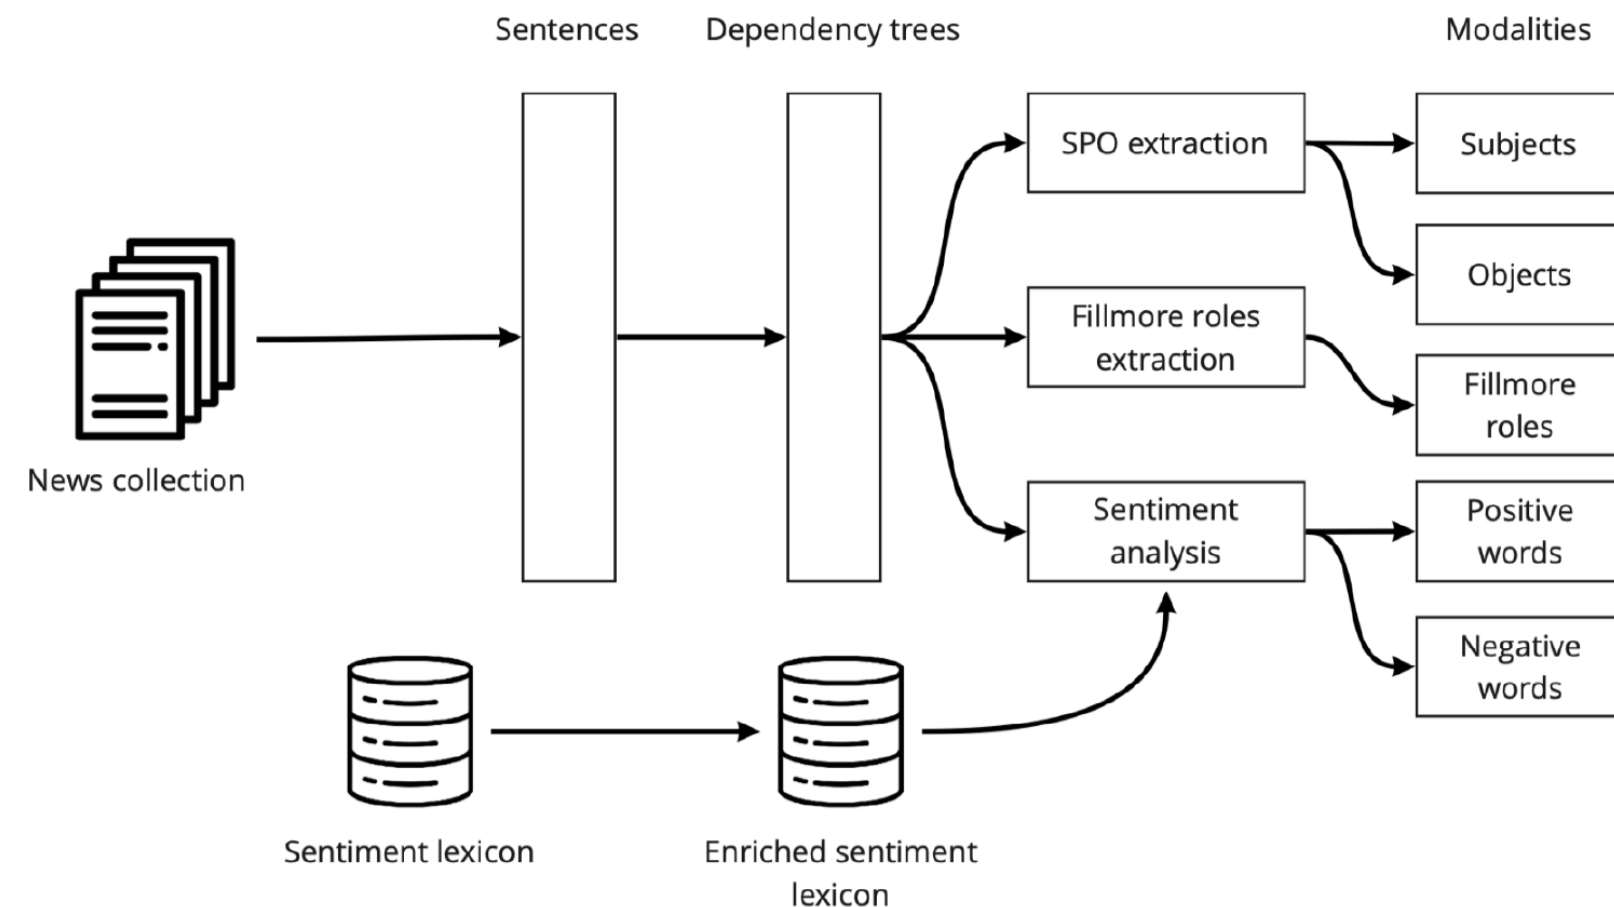 Sentences
Dependency trees
Modalities
SPO extraction
Subjects
Objects
Fillmore roles
extraction
Fillmore
roles
News collection
Sentiment
analysis
Positive
words
Negative
words
Sentiment lexicon
Enriched sentiment
lexicon